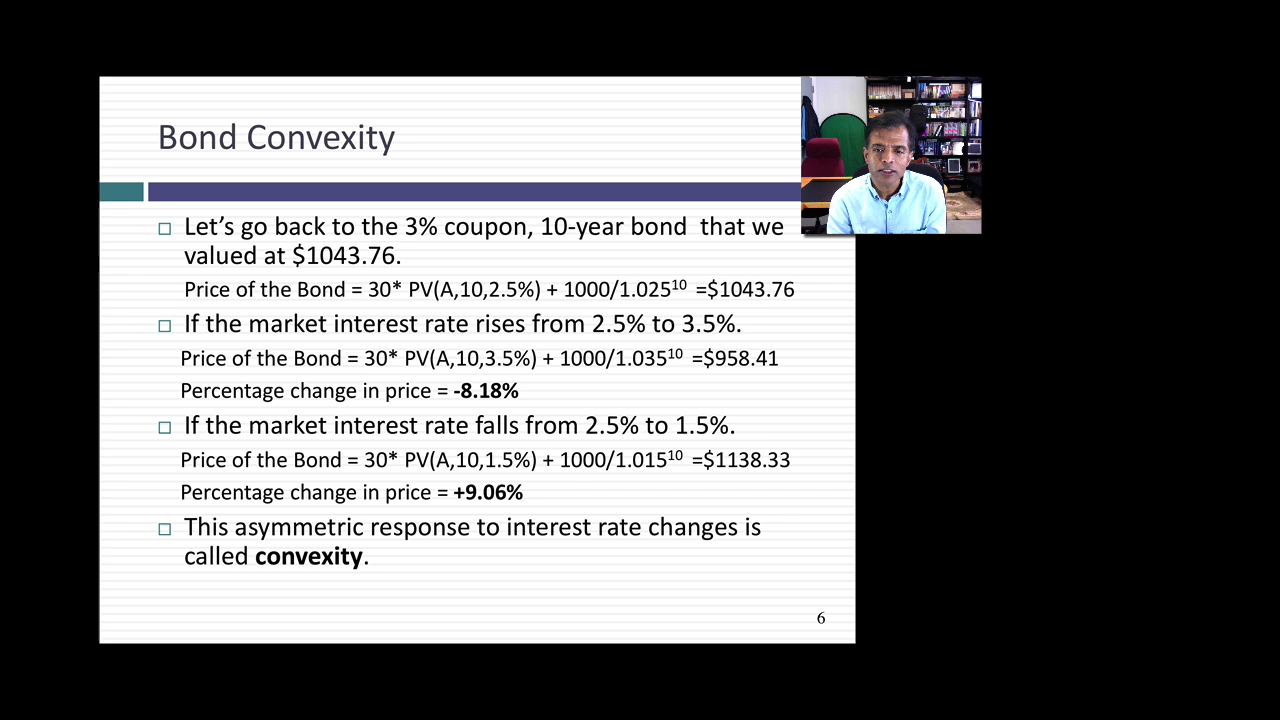 Bond Convexity
□ Let’s go back to the 3% coupon, 10-year bond that we
valued at $1043.76.
Price of the Bond = 30* PV(A,10,2.5%) + 1000/1.025¹⁰ =$1043.76
□ If the market interest rate rises from 2.5% to 3.5%.
Price of the Bond = 30* PV(A,10,3.5%) + 1000/1.035¹⁰ =$958.41
Percentage change in price = -8.18%
□ If the market interest rate falls from 2.5% to 1.5%.
Price of the Bond = 30* PV(A,10,1.5%) + 1000/1.015¹⁰ =$1138.33
Percentage change in price = +9.06%
□ This asymmetric response to interest rate changes is
called convexity.
6